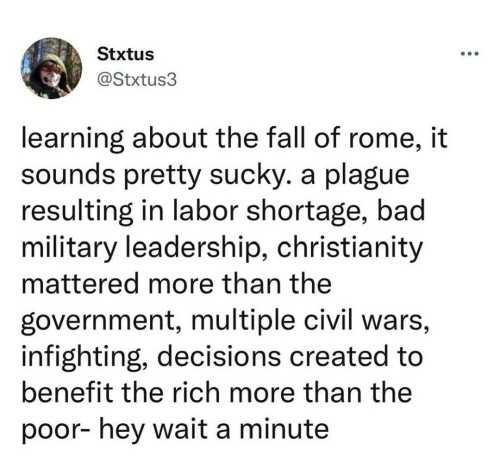 Stxtus
@Stxtus3
learning about the fall of rome, it
sounds pretty sucky. a plague
resulting in labor shortage, bad
military leadership, christianity
mattered more than the
government, multiple civil wars,
infighting, decisions created to
benefit the rich more than the
poor- hey wait a minute